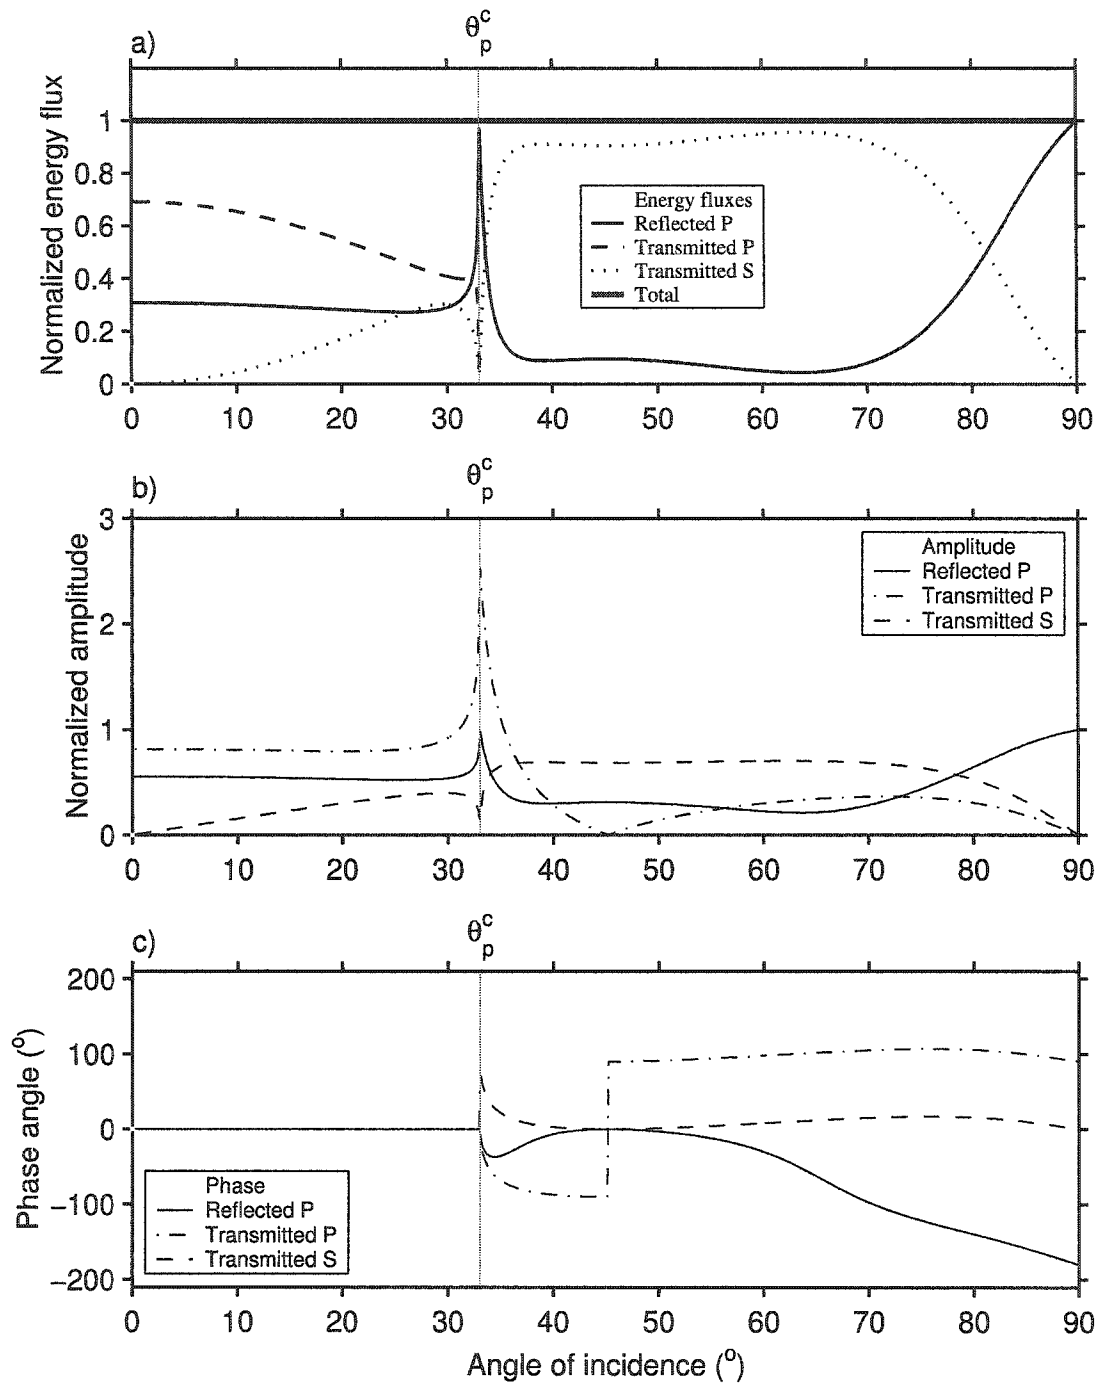 θ_p^c
a)
Normalized energy flux
1
0.8
0.6
0.4
0.2
0
Energy fluxes
Reflected P
Transmitted P
Transmitted S
Total
0 10 20 30 40 50 60 70 80 90
θ_p^c
b)
Normalized amplitude
3
2
1
0
Amplitude
Reflected P
Transmitted P
Transmitted S
0 10 20 30 40 50 60 70 80 90
θ_p^c
c)
Phase angle (°)
200
100
0
−100
−200
Phase
Reflected P
Transmitted P
Transmitted S
0 10 20 30 40 50 60 70 80 90
Angle of incidence (°)